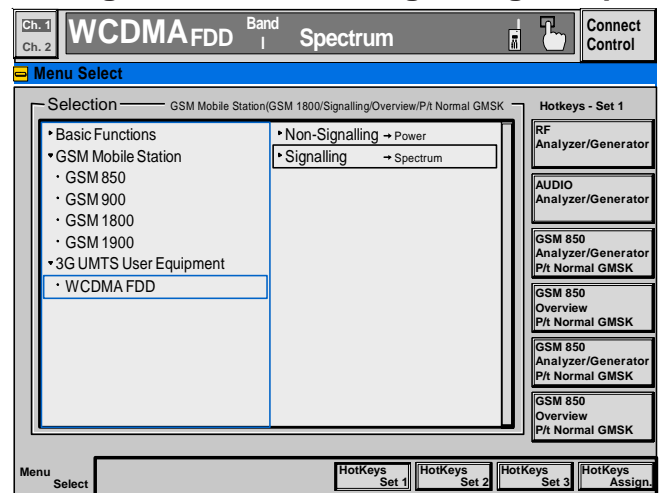 Ch. 1
Ch. 2
WCDMA FDD Band I Spectrum
Connect Control
Menu Select
Selection GSM Mobile Station(GSM 1800/Signalling/Overview/P/t Normal GMSK
Basic Functions
GSM Mobile Station
· GSM 850
· GSM 900
· GSM 1800
· GSM 1900
3G UMTS User Equipment
· WCDMA FDD
Non-Signalling → Power
Signalling → Spectrum
Hotkeys - Set 1
RF
Analyzer/Generator
AUDIO
Analyzer/Generator
GSM 850
Analyzer/Generator
P/t Normal GMSK
GSM 850
Overview
P/t Normal GMSK
GSM 850
Analyzer/Generator
P/t Normal GMSK
GSM 850
Overview
P/t Normal GMSK
Menu Select
HotKeys Set 1
HotKeys Set 2
HotKeys Set 3
HotKeys Assign.